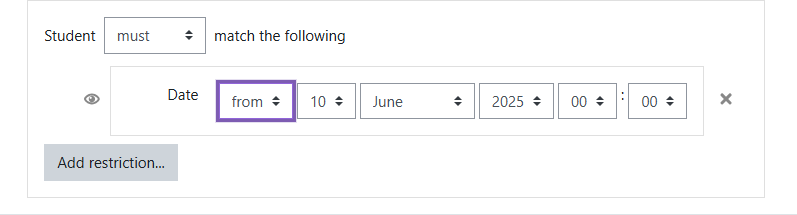 Student must match the following
Date from 10 June 2025 00 : 00
Add restriction...